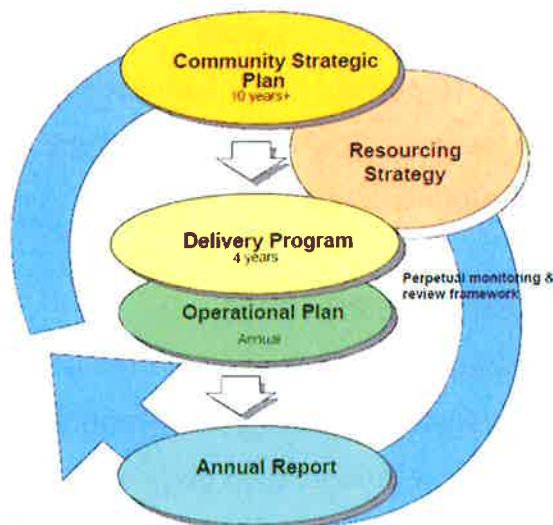 Community Strategic
Plan
10 years+
Resourcing
Strategy
Delivery Program
4 years
Perpetual monitoring &
review framework
Operational Plan
Annual
Annual Report